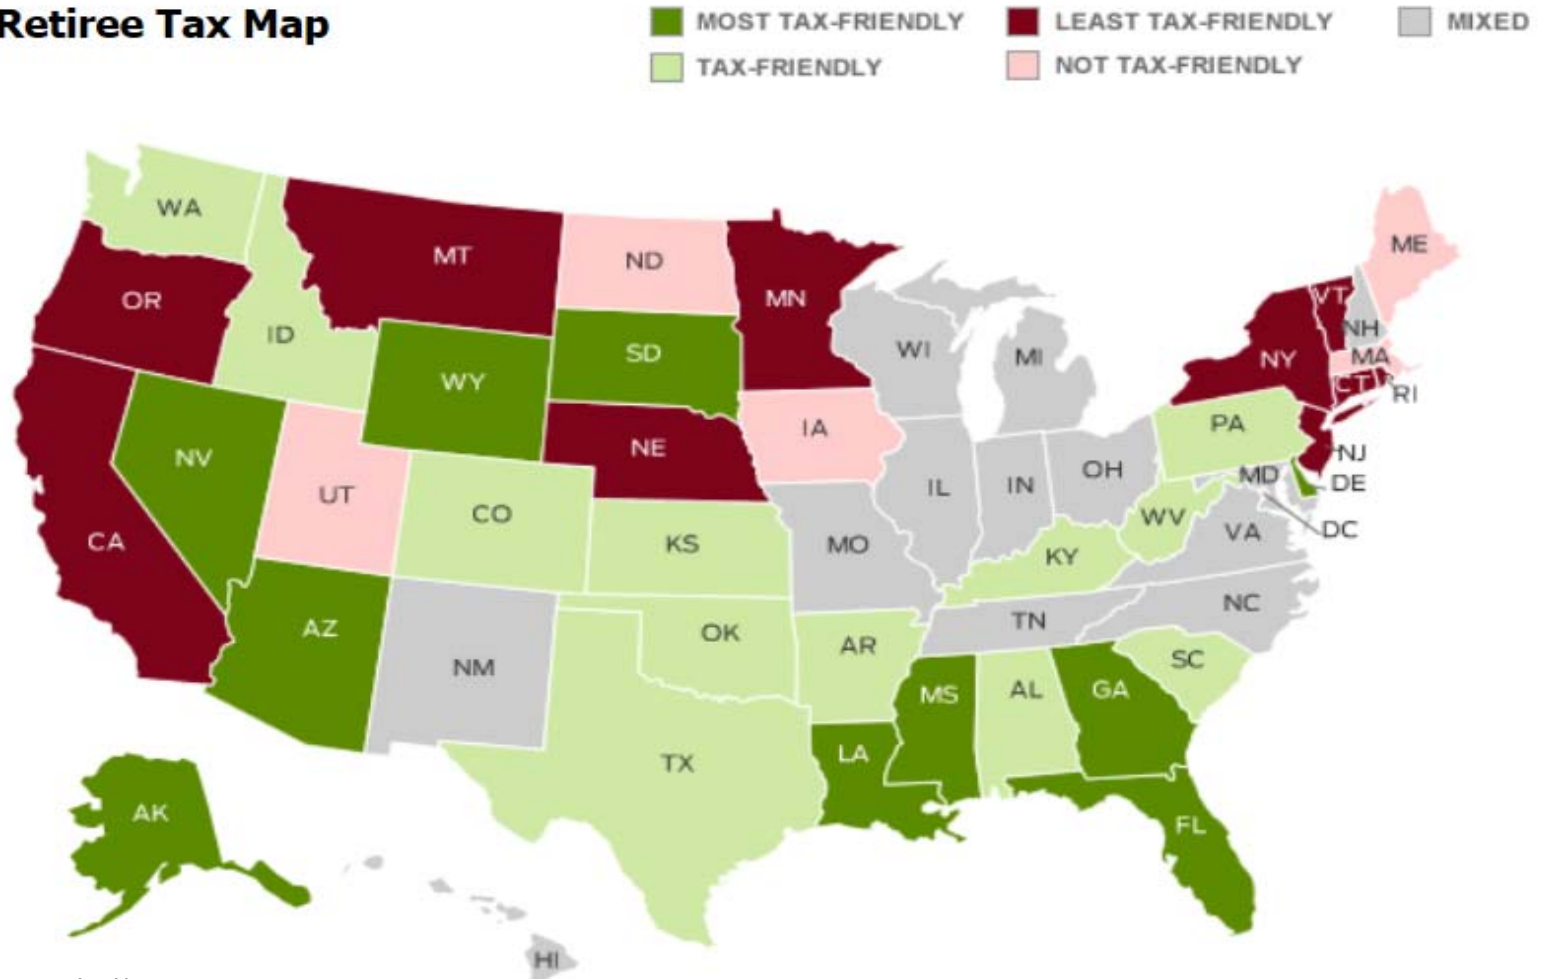 Retiree Tax Map
MOST TAX-FRIENDLY
LEAST TAX-FRIENDLY
MIXED
TAX-FRIENDLY
NOT TAX-FRIENDLY
WA
MT
ND
MN
ME
OR
ID
SD
WY
WI
MI
VT
NH
NY
MA
CT
RI
NV
UT
NE
IA
PA
NJ
CO
IL
IN
OH
MD
DE
CA
KS
MO
KY
WV
VA
DC
AZ
NM
OK
AR
TN
NC
SC
TX
LA
MS
AL
GA
AK
FL
HI